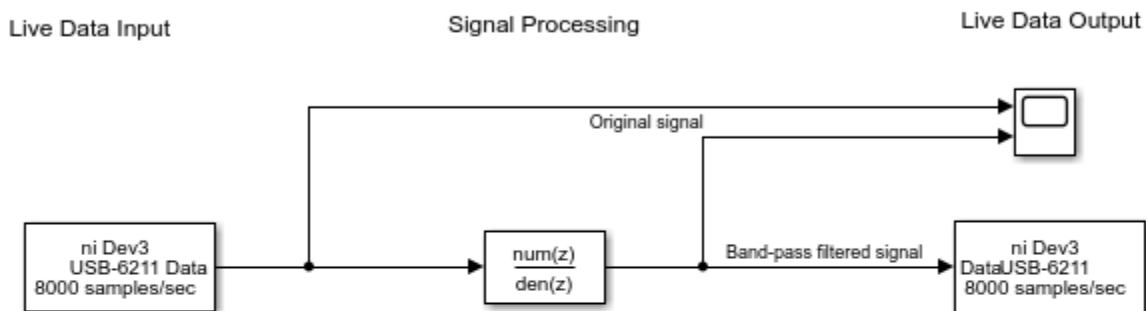 Live Data Input
Signal Processing
Live Data Output
Original signal
ni Dev3
USB-6211 Data
8000 samples/sec
num(z)
den(z)
Band-pass filtered signal
ni Dev3
DataUSB-6211
8000 samples/sec